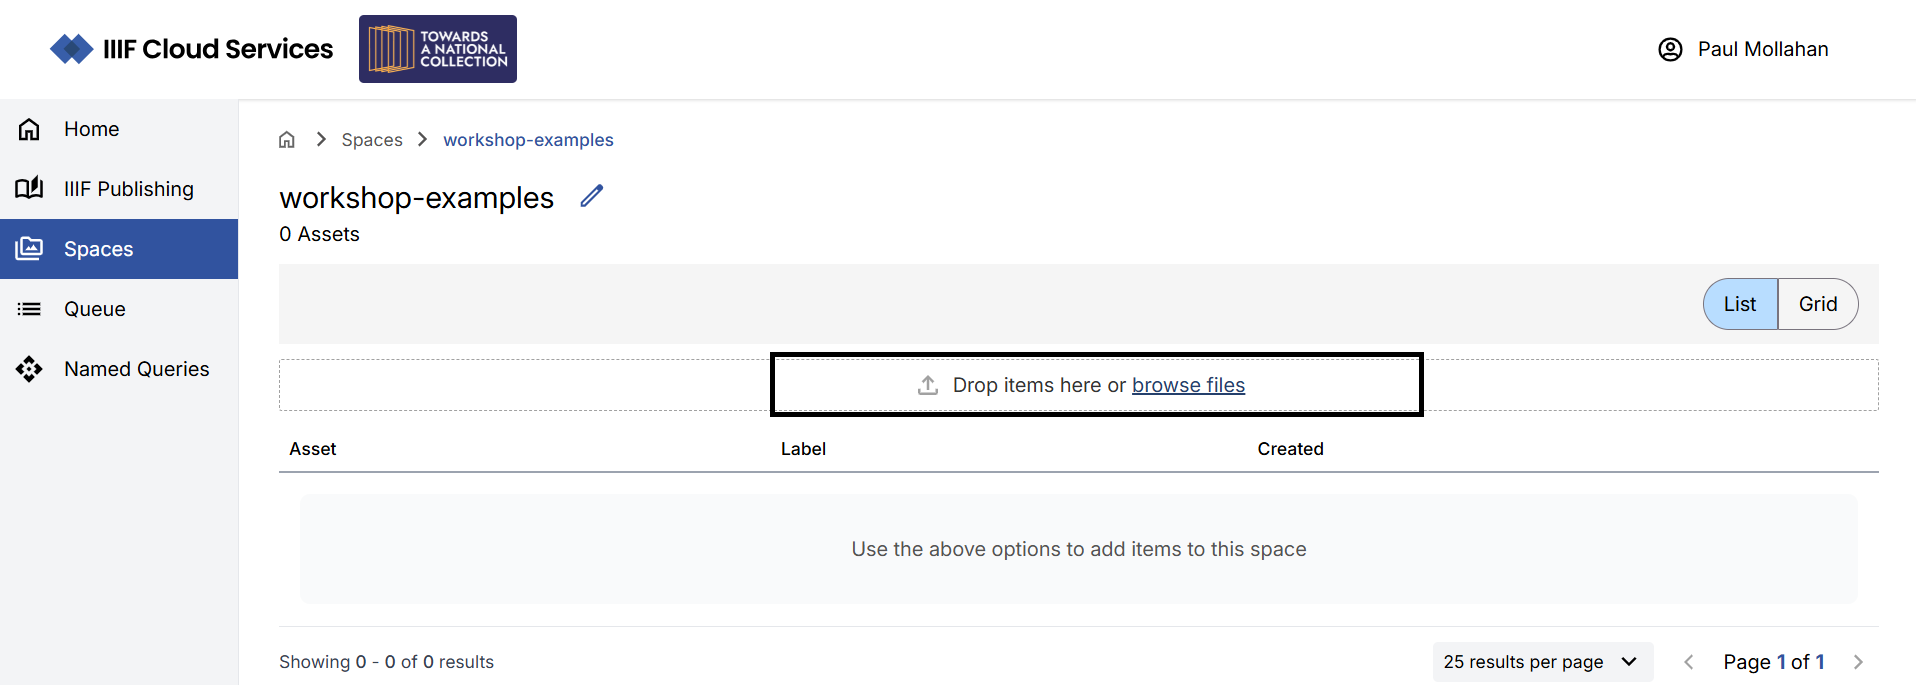 IIIF Cloud Services
TOWARDS
A NATIONAL
COLLECTION
Paul Mollahan
Home
IIIF Publishing
Spaces
Queue
Named Queries
Spaces
workshop-examples
workshop-examples
0 Assets
List
Grid
Drop items here or browse files
Asset
Label
Created
Use the above options to add items to this space
Showing 0 - 0 of 0 results
25 results per page
Page 1 of 1